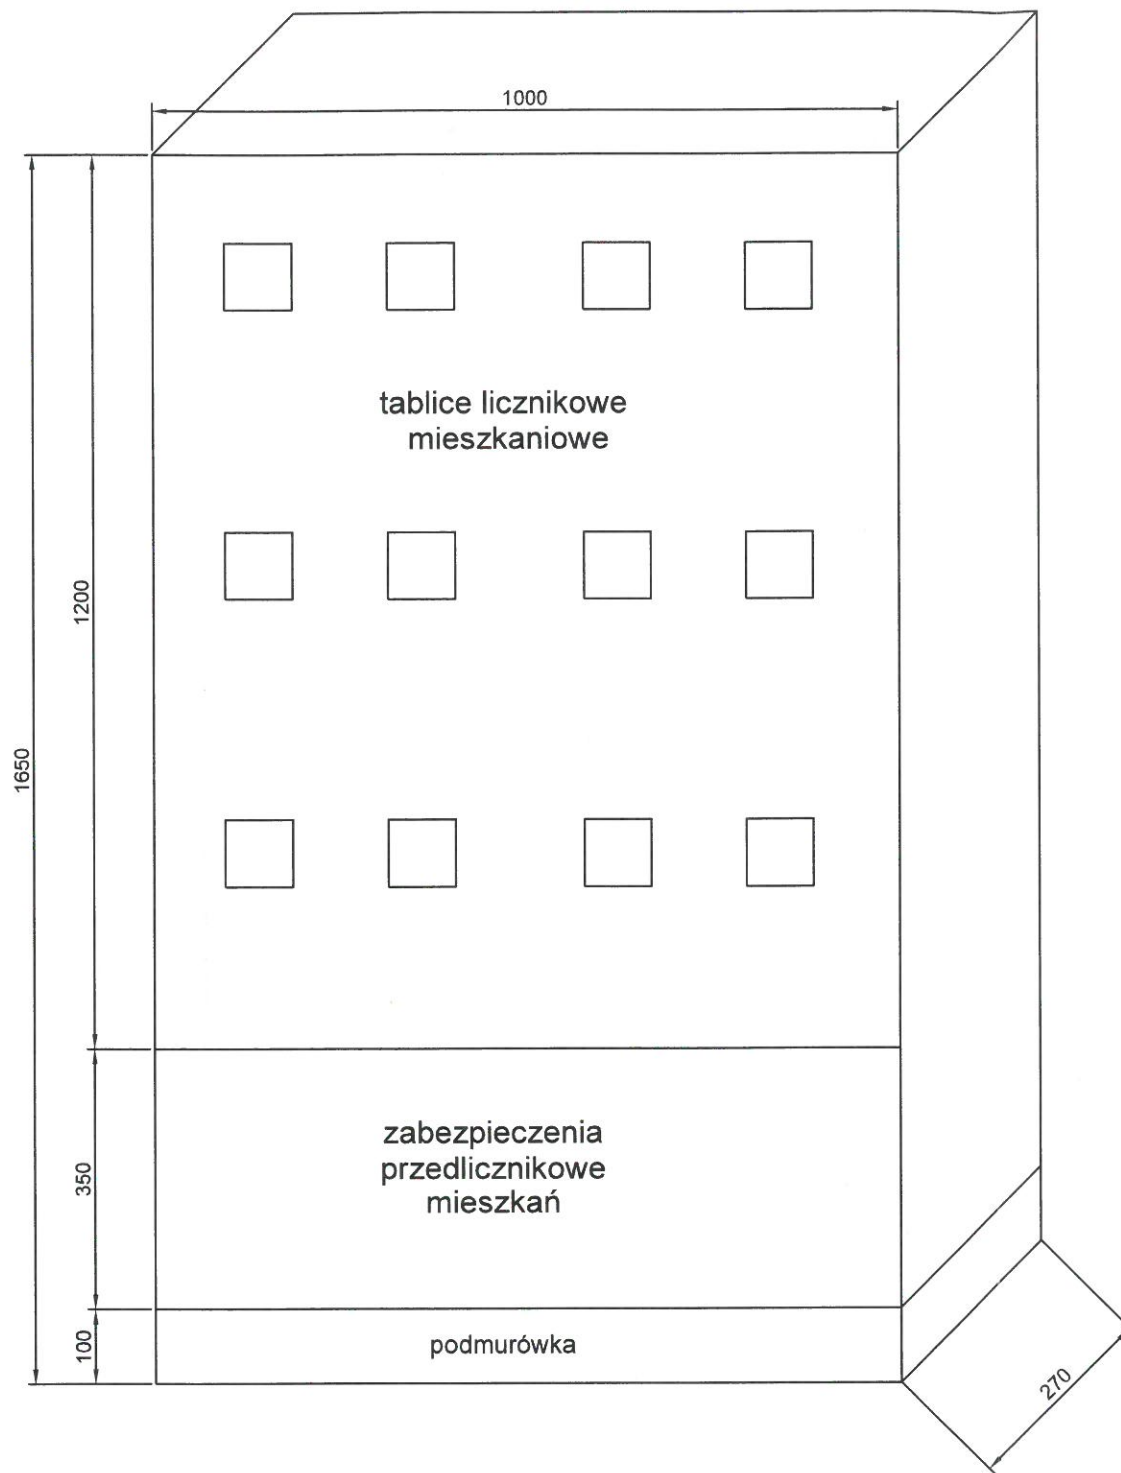 1000
tablice licznikowe
mieszkaniowe
1200
1650
zabezpieczenia
przedlicznikowe
mieszkań
350
podmurówka
100
270